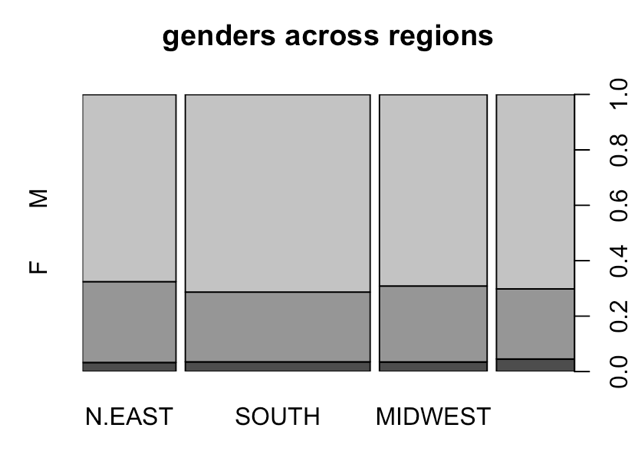 genders across regions
M
F
1.0
0.8
0.6
0.4
0.2
0.0
N.EAST SOUTH MIDWEST